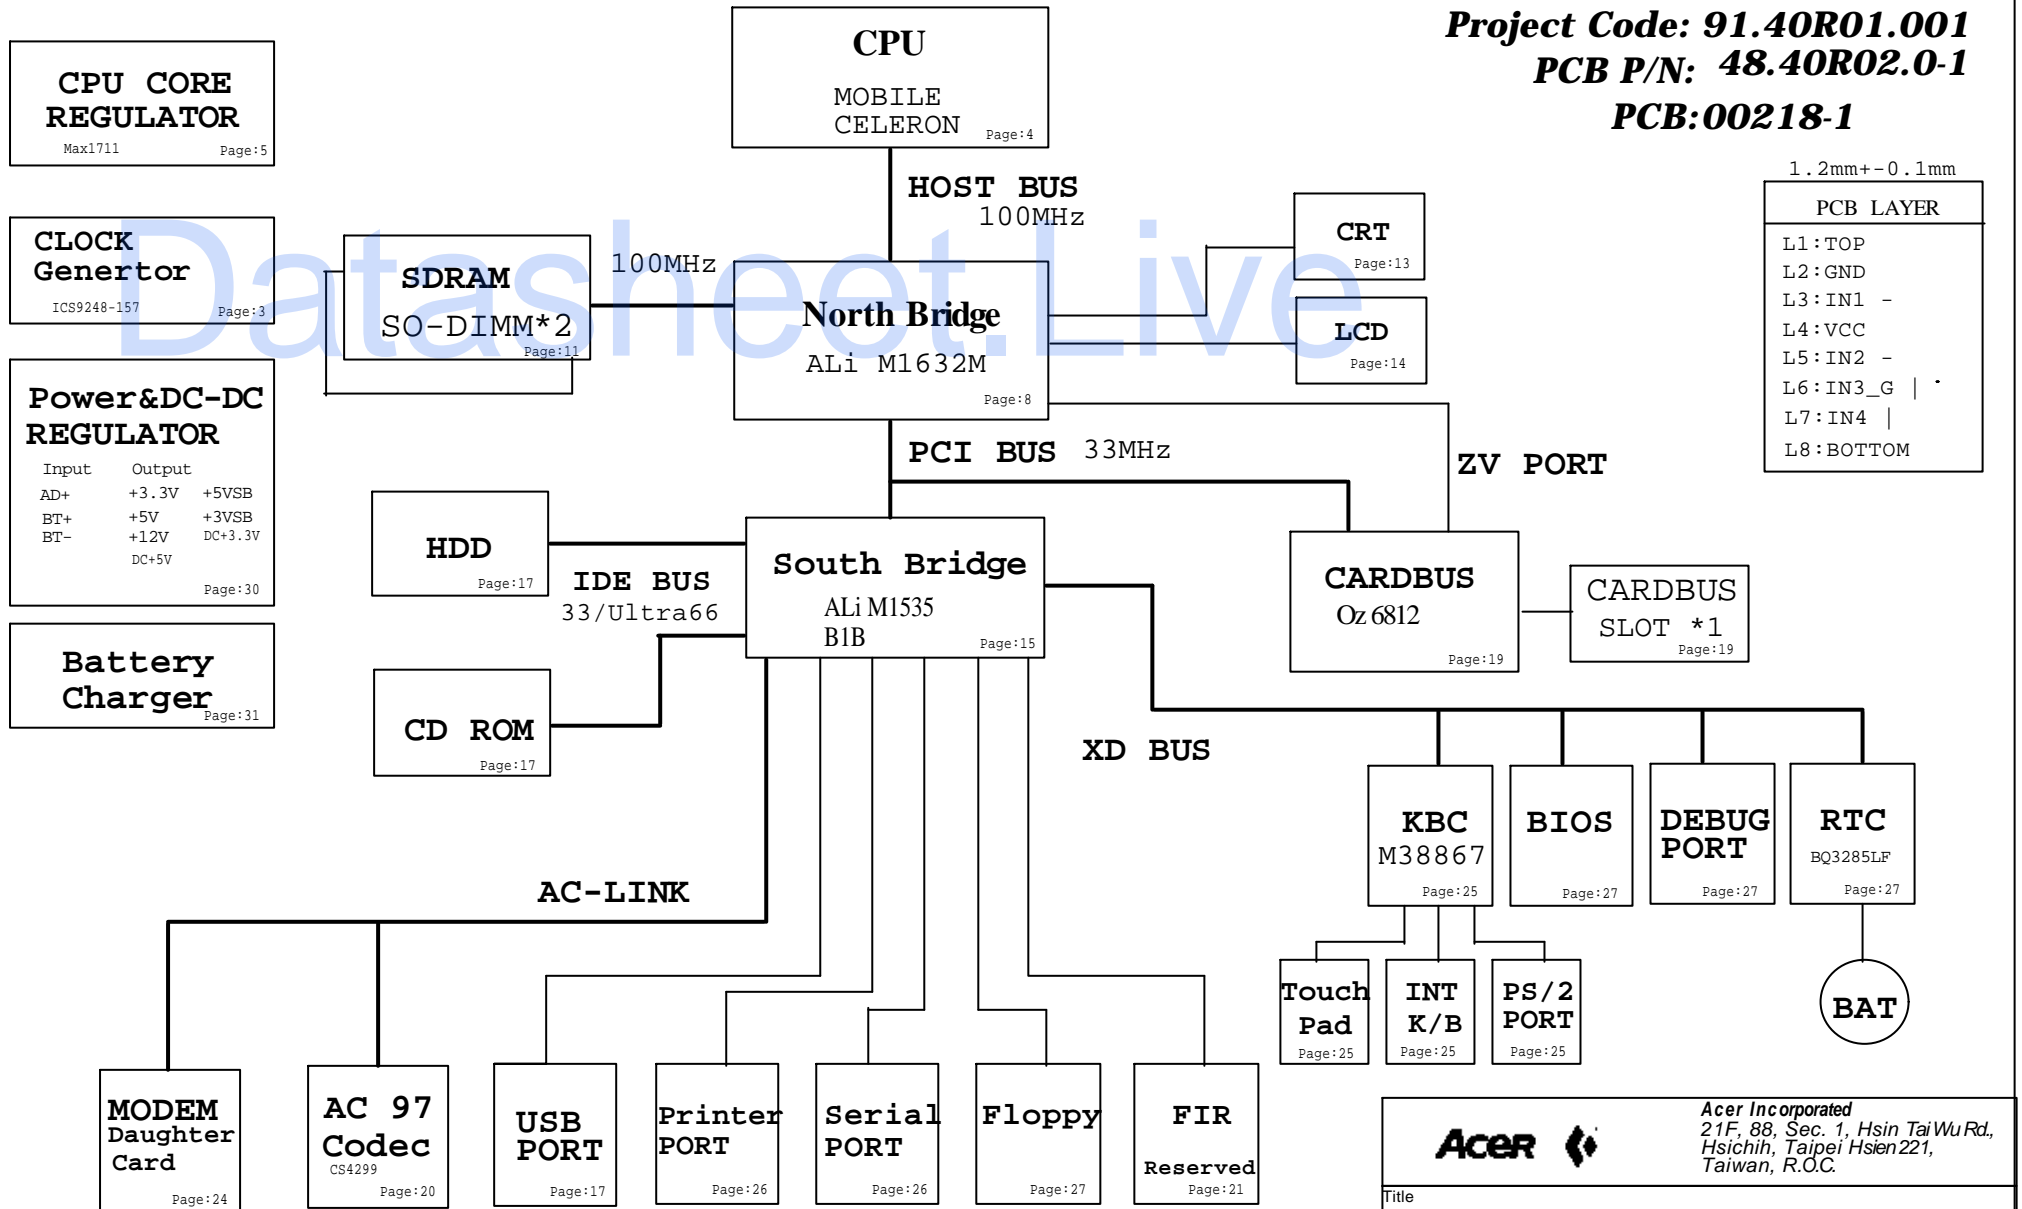 Project Code: 91.40R01.001
PCB P/N: 48.40R02.0-1
PCB:00218-1
CPU CORE
REGULATOR
Max1711
Page:5
CPU
MOBILE
CELERON
Page:4
HOST BUS
100MHz
1.2mm+-0.1mm
PCB LAYER
L1:TOP
L2:GND
L3:IN1 -
L4:VCC
L5:IN2 -
L6:IN3_G |
L7:IN4 |
L8:BOTTOM
CLOCK
Genertor
ICS9248-157
Page:3
SDRAM
SO-DIMM*2
Page:11
100MHz
North Bridge
ALi M1632M
Page:8
CRT
Page:13
LCD
Page:14
Datasheet.Live
Power&DC-DC
REGULATOR
Input Output
AD+ +3.3V +5VSB
BT+ +5V +3VSB
BT- +12V DC+3.3V
DC+5V
Page:30
PCI BUS 33MHz
ZV PORT
HDD
Page:17
IDE BUS
33/Ultra66
South Bridge
ALi M1535
B1B
Page:15
CARDBUS
Oz 6812
Page:19
CARDBUS
SLOT *1
Page:19
Battery
Charger
Page:31
CD ROM
Page:17
XD BUS
KBC
M38867
Page:25
BIOS
Page:27
DEBUG
PORT
Page:27
RTC
BQ3285LF
Page:27
AC-LINK
Touch
Pad
Page:25
INT
K/B
Page:25
PS/2
PORT
Page:25
BAT
MODEM
Daughter
Card
Page:24
AC 97
Codec
CS4299
Page:20
USB
PORT
Page:17
Printer
PORT
Page:26
Serial
PORT
Page:26
Floppy
Page:27
FIR
Reserved
Page:21
Acer
Acer Incorporated
21F, 88, Sec. 1, Hsin Tai Wu Rd.,
Hsichih, Taipei Hsien 221,
Taiwan, R.O.C.
Title